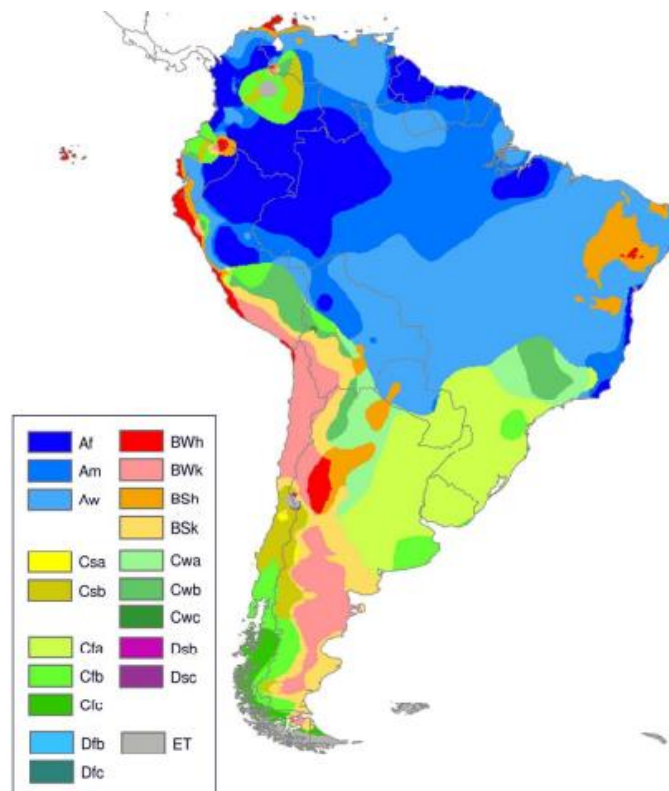 Af
Am
Aw
Csa
Csb
Cfa
Cfb
Cfc
Dfb
Dfc
BWh
BWk
BSh
BSk
Cwa
Cwb
Cwc
Dsb
Dsc
ET